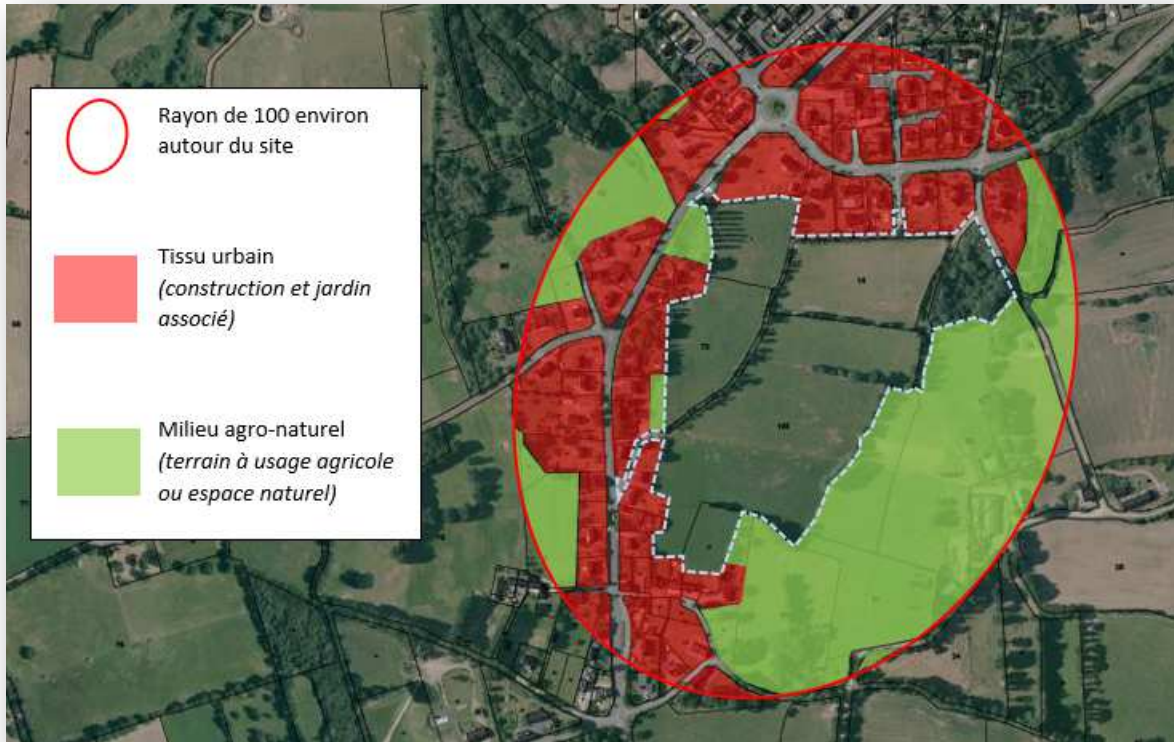 Rayon de 100 environ
autour du site
Tissu urbain
(construction et jardin
associé)
Milieu agro-naturel
(terrain à usage agricole
ou espace naturel)